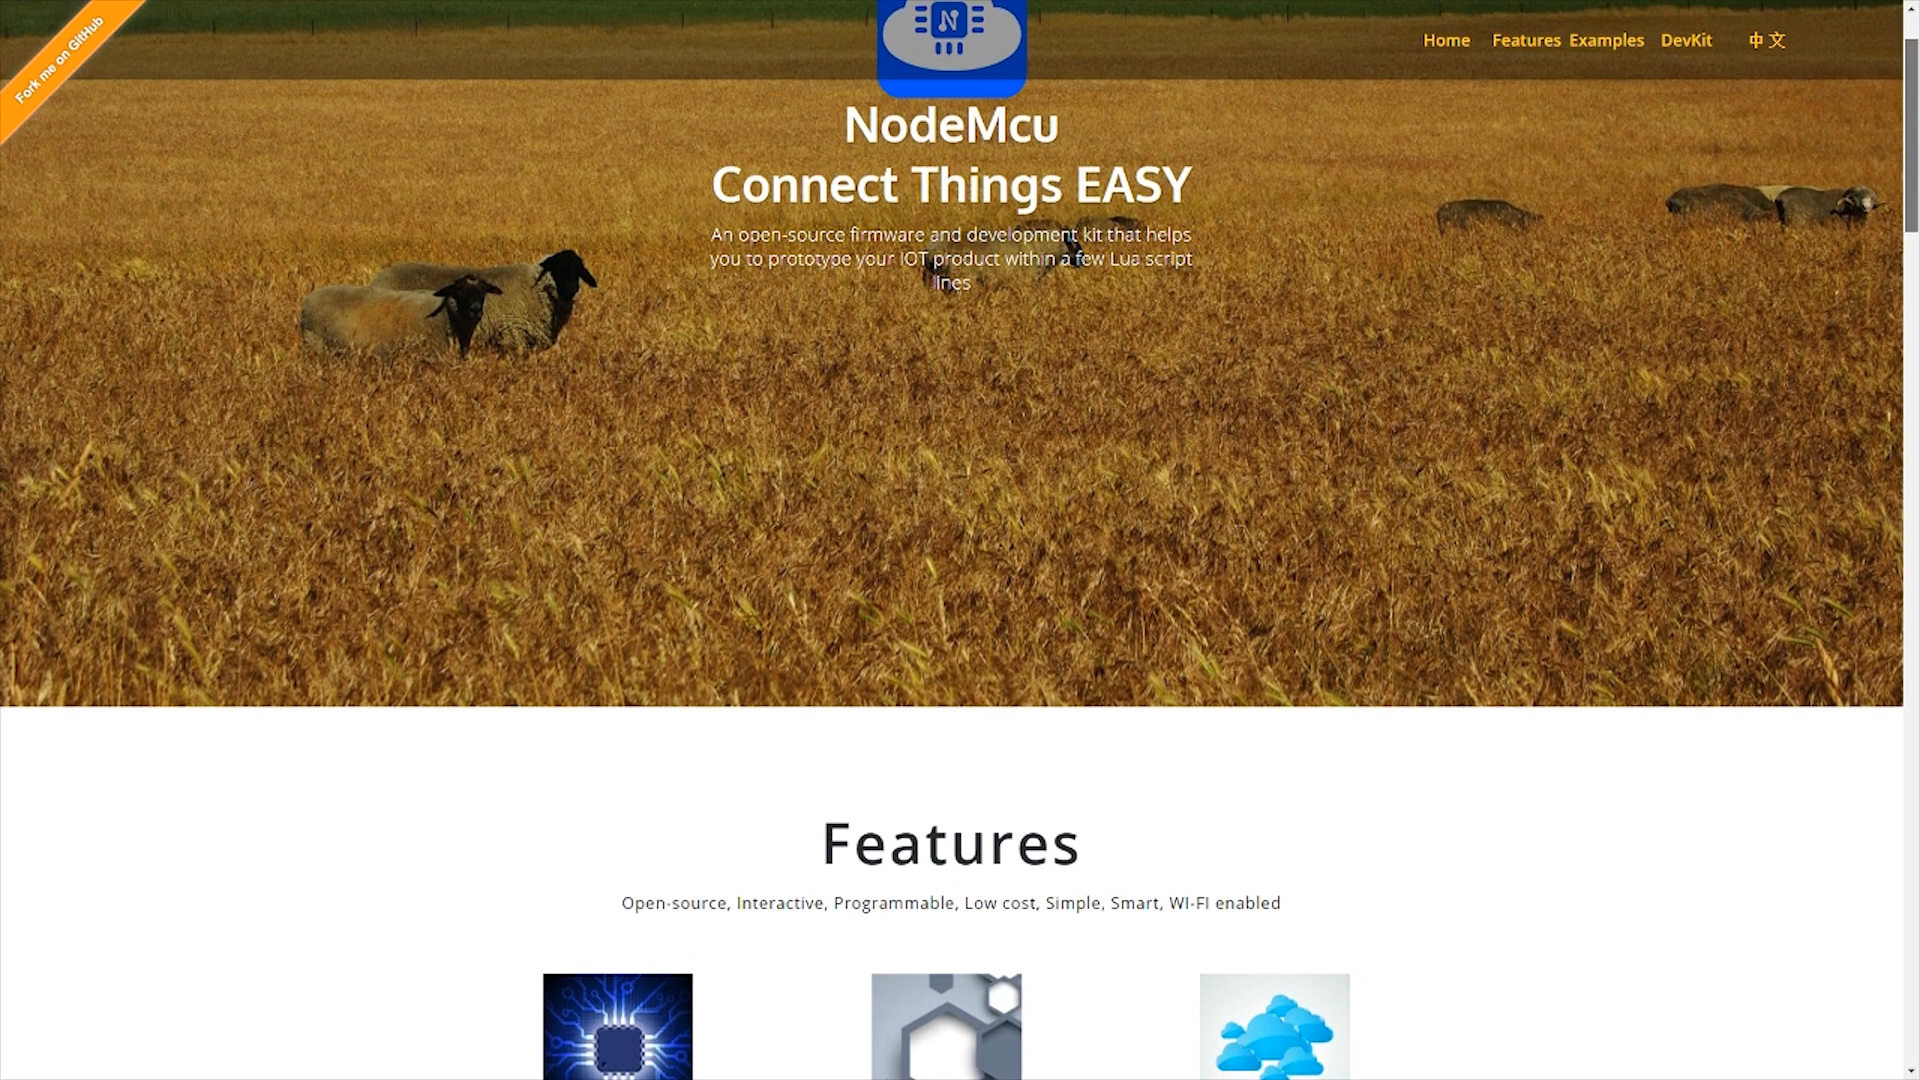 Fork me on GitHub
Home Features Examples DevKit 中文
N
NodeMcu
Connect Things EASY
An open-source firmware and development kit that helps
you to prototype your IOT product within a few Lua script
lines
Features
Open-source, Interactive, Programmable, Low cost, Simple, Smart, WI-FI enabled